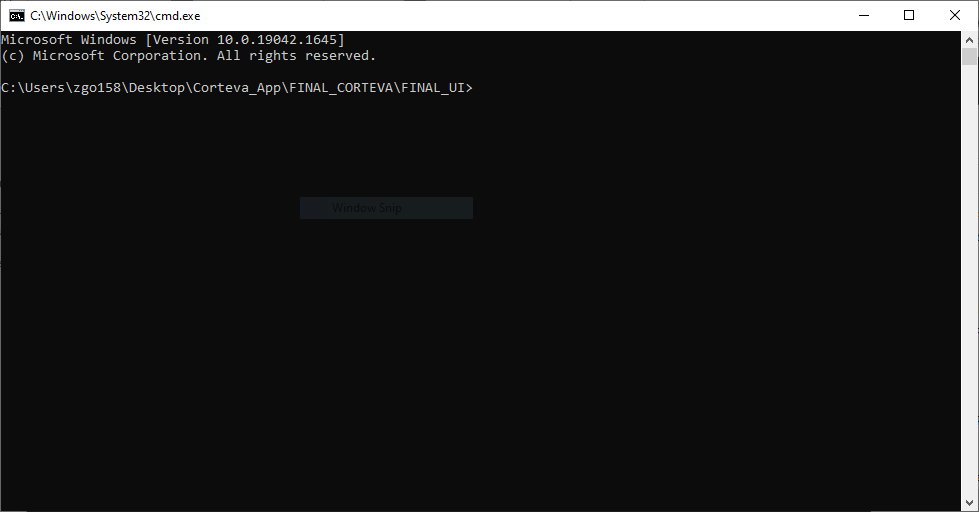 C:\Windows\System32\cmd.exe
Microsoft Windows [Version 10.0.19042.1645]
(c) Microsoft Corporation. All rights reserved.
C:\Users\zgo158\Desktop\Corteva_App\FINAL_CORTEVA\FINAL_UI>
Window Snip